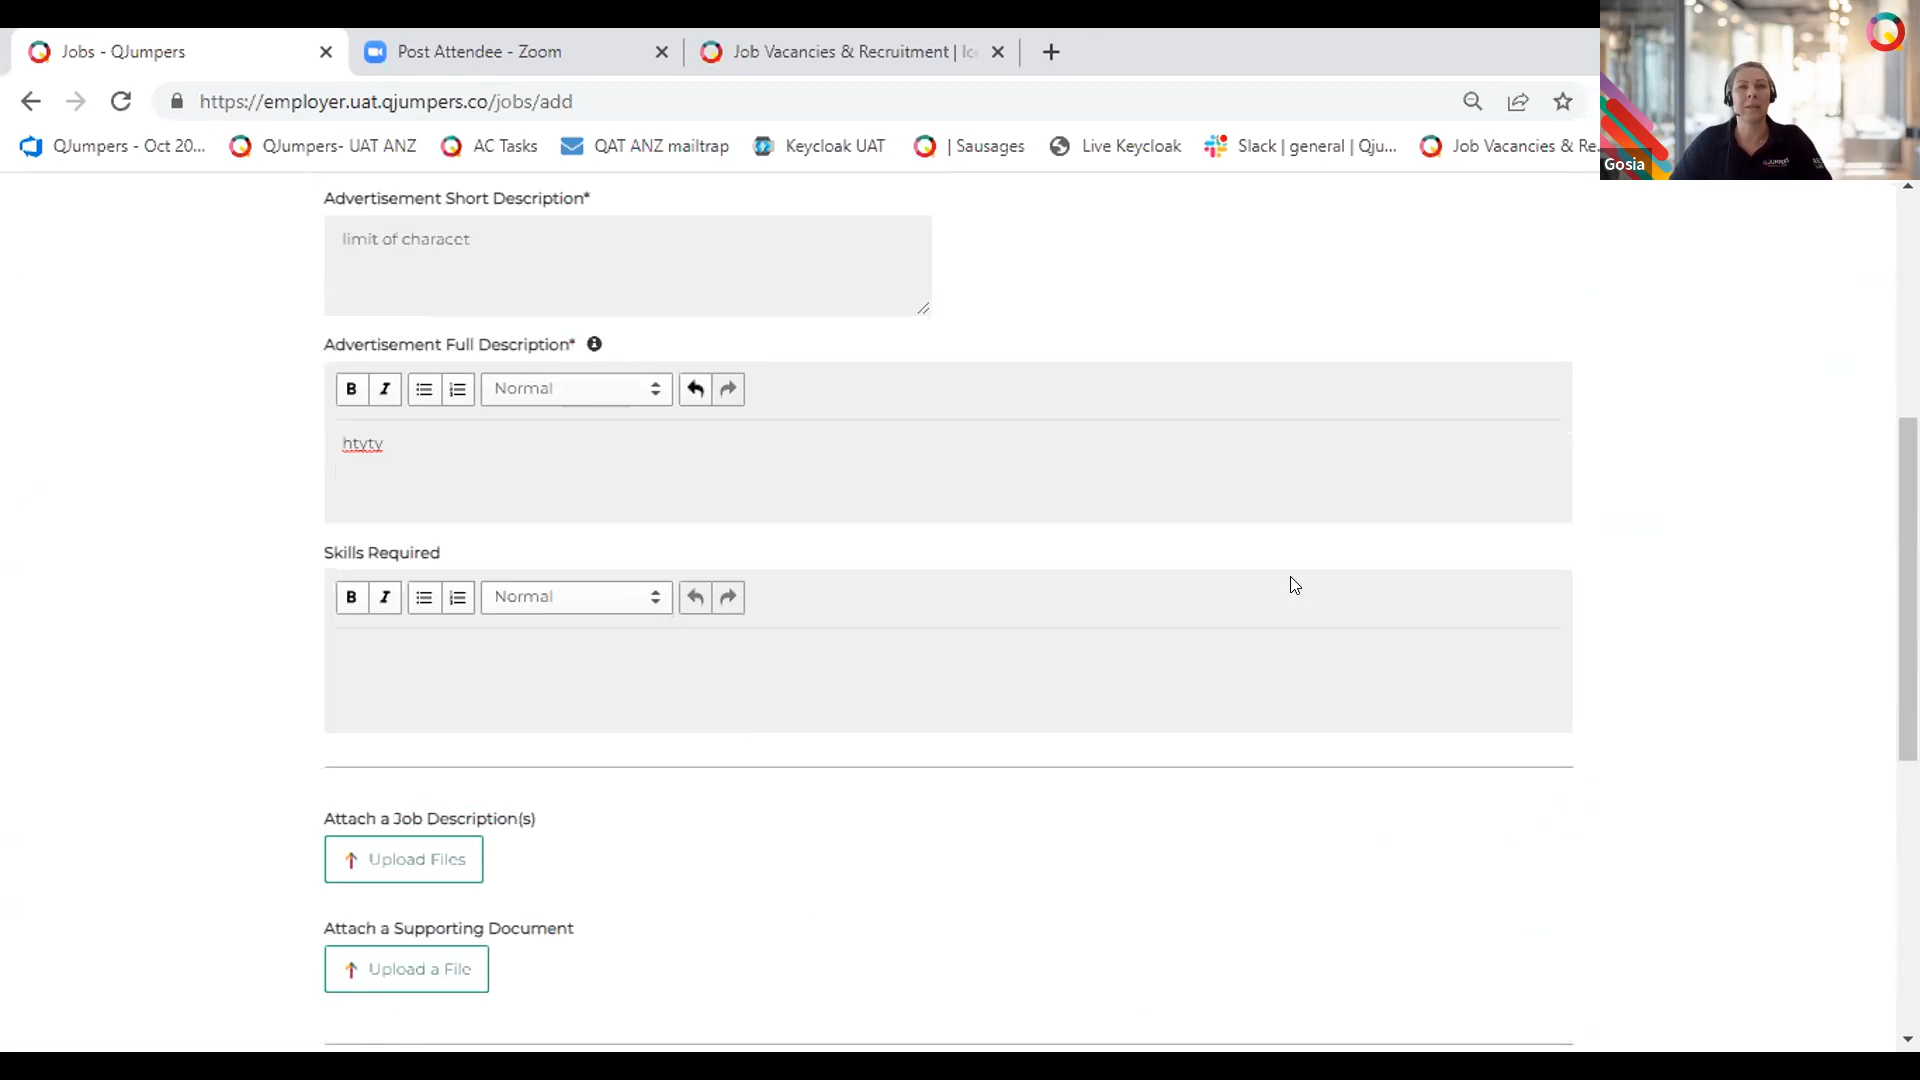 Jobs - QJumpers
Post Attendee - Zoom
Job Vacancies & Recruitment | Ice
https://employer.uat.qjumpers.co/jobs/add
QJumpers - Oct 20...
QJumpers- UAT ANZ
AC Tasks
QAT ANZ mailtrap
Keycloak UAT
| Sausages
Live Keycloak
Slack | general | Qju...
Job Vacancies & Re...
Gosia
Advertisement Short Description*
limit of characet
Advertisement Full Description*
B I Normal
htyty
Skills Required
B I Normal
Attach a Job Description(s)
Upload Files
Attach a Supporting Document
Upload a File